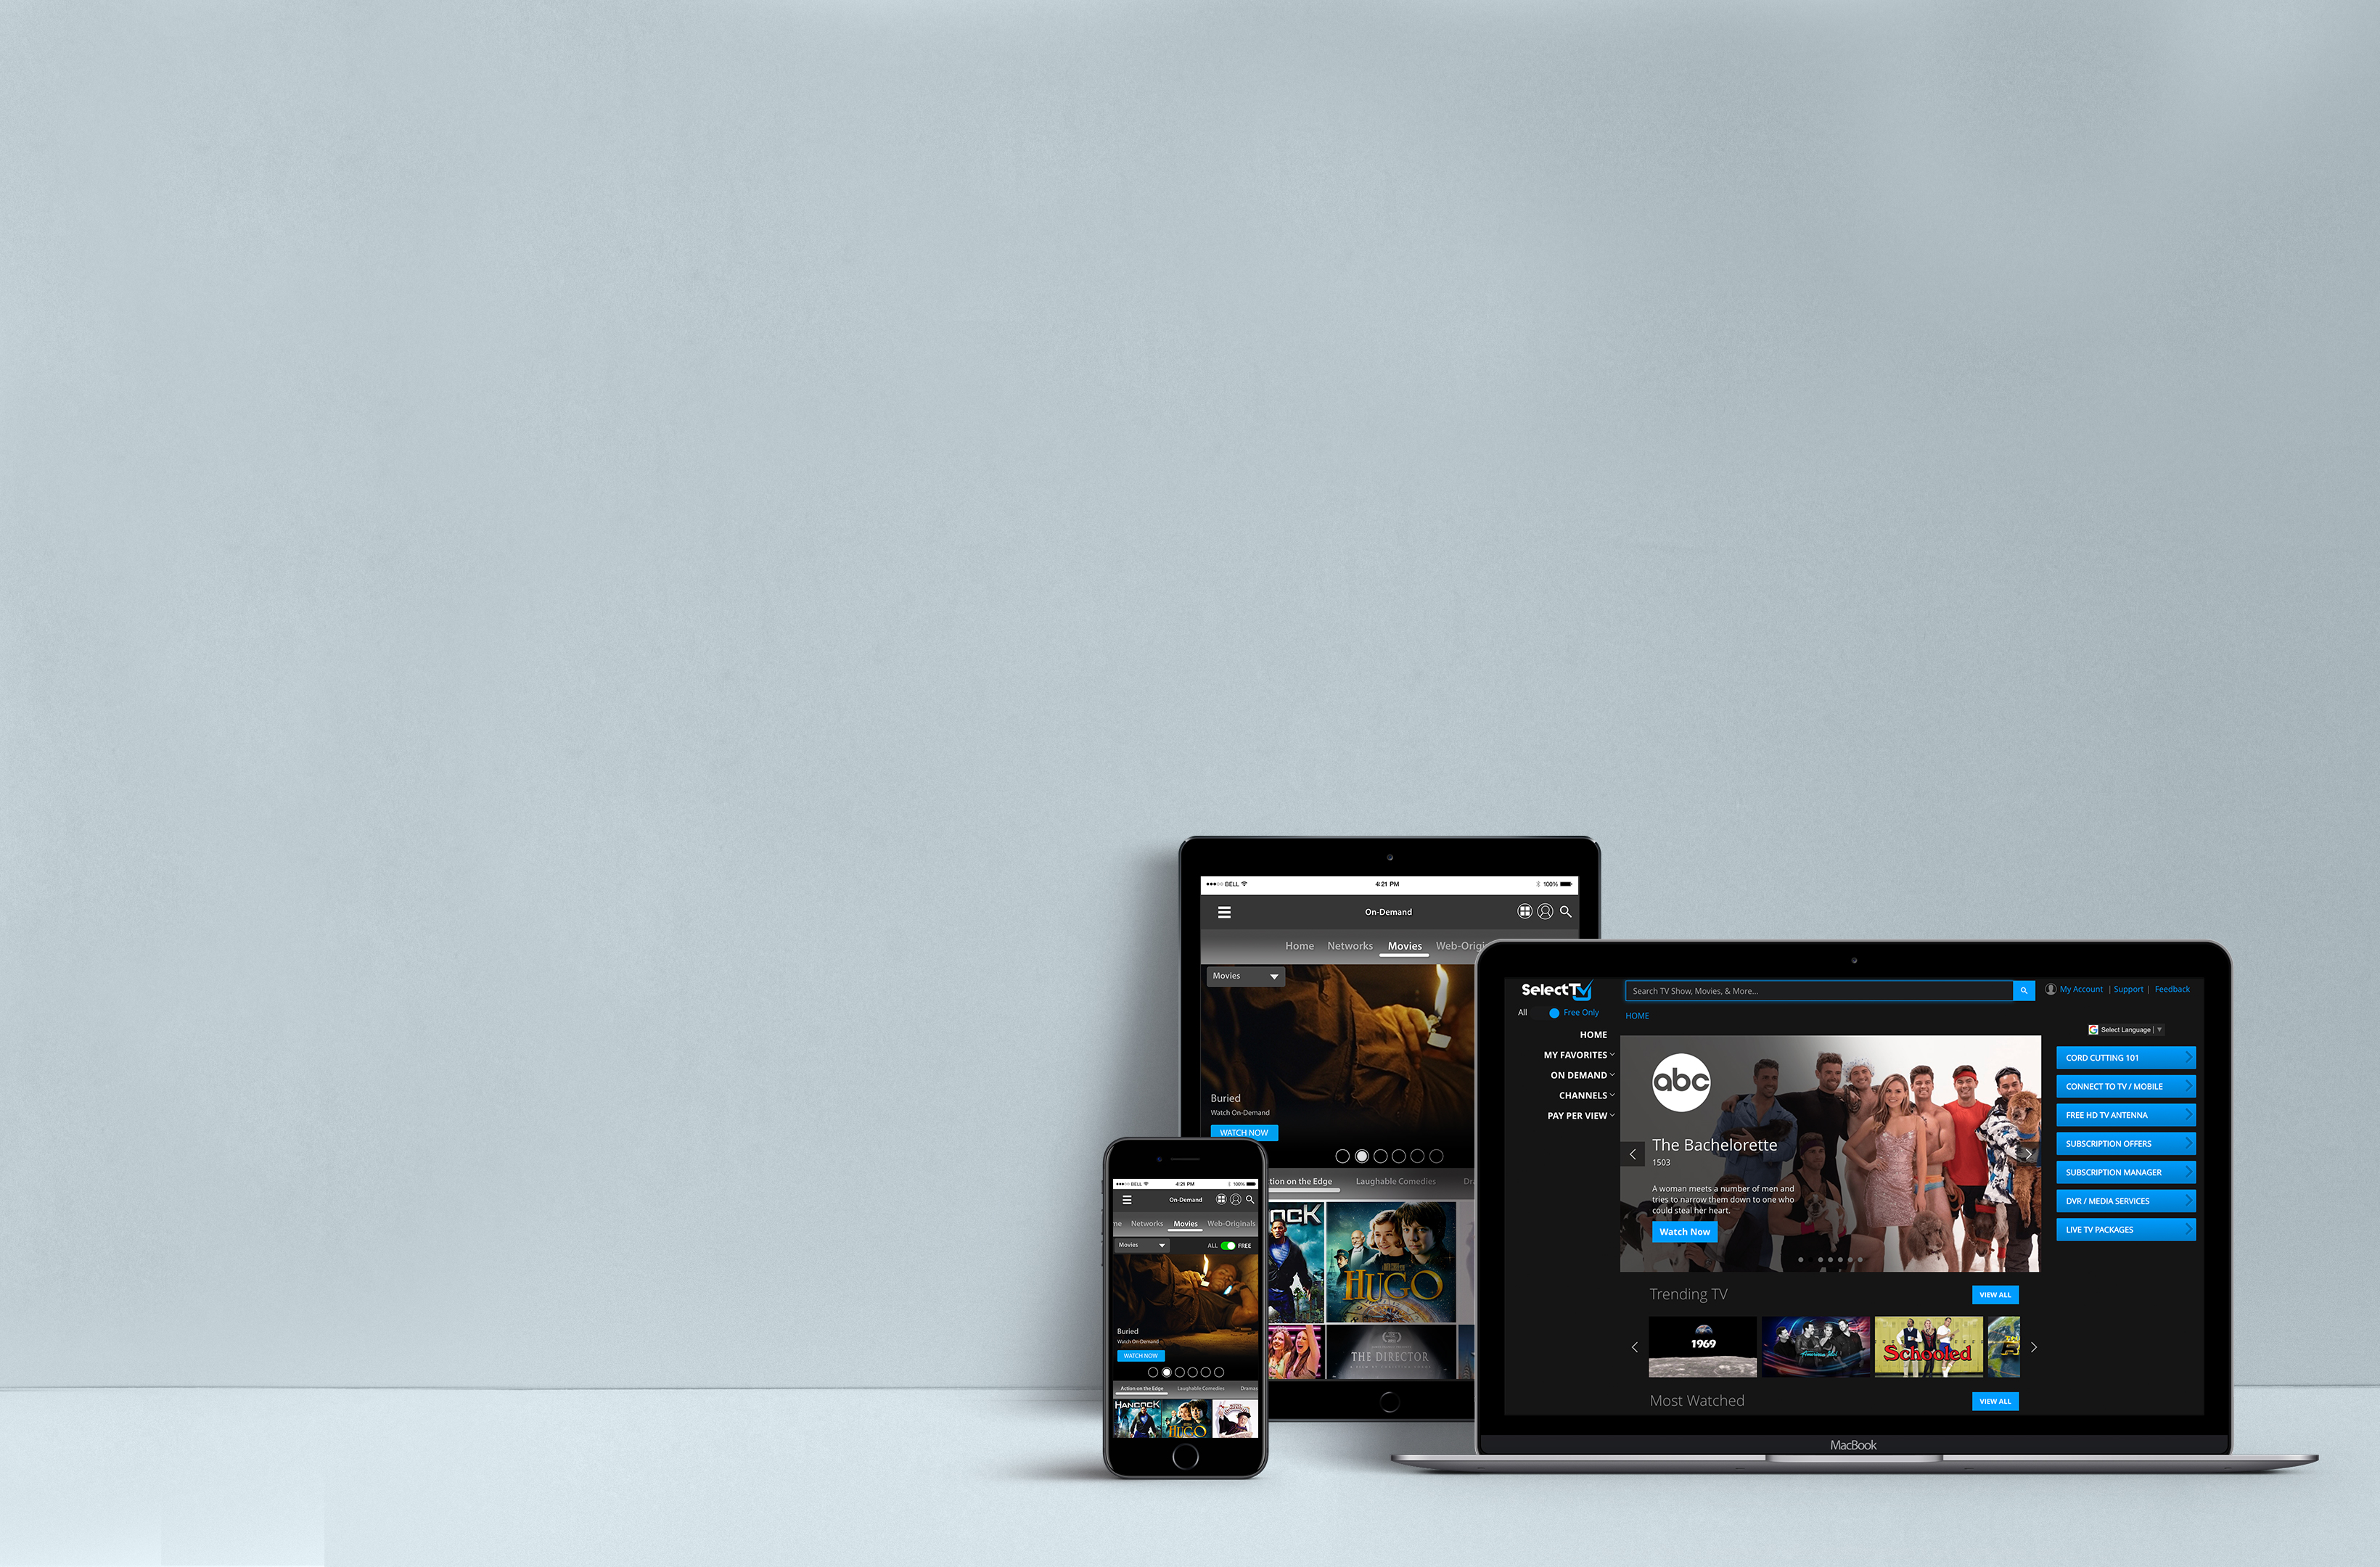 BELL
4:21 PM
100%
On-Demand
Home Networks Movies Web-Origi
Movies
Buried
Watch On-Demand
WATCH NOW
tion on the Edge Laughable Comedies Dr
HUGO
THE DIRECTOR
BELL
4:21 PM
100%
On-Demand
me Networks Movies Web-Originals
Movies
ALL FREE
Buried
Watch On-Demand
WATCH NOW
Action on the Edge Laughable Comedies Dramas
HANCOCK
HUGO
SelectTV
Search TV Show, Movies, & More...
My Account | Support | Feedback
All Free Only
HOME
Select Language
HOME
MY FAVORITES
ON DEMAND
CHANNELS
PAY PER VIEW
abc
The Bachelorette
1503
A woman meets a number of men and
tries to narrow them down to one who
could steal her heart.
Watch Now
CORD CUTTING 101
CONNECT TO TV / MOBILE
FREE HD TV ANTENNA
SUBSCRIPTION OFFERS
SUBSCRIPTION MANAGER
DVR / MEDIA SERVICES
LIVE TV PACKAGES
Trending TV
VIEW ALL
1969
Schooled
Most Watched
VIEW ALL
MacBook